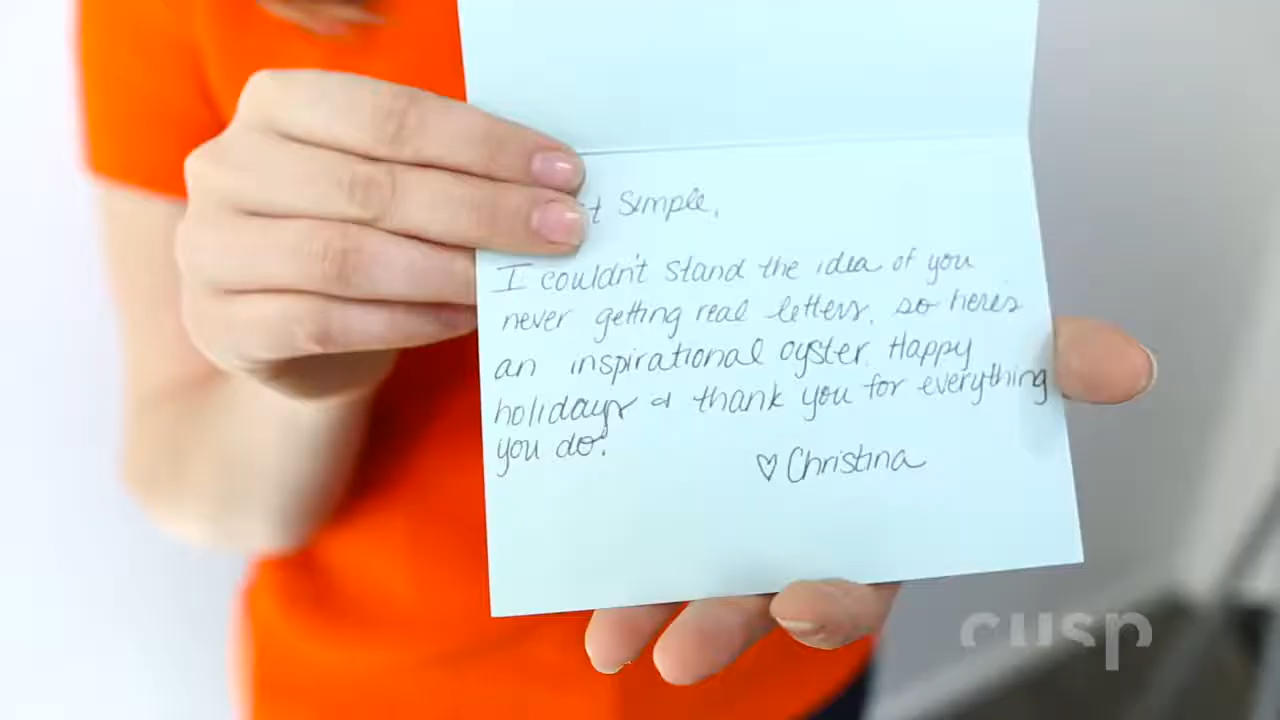 t Simple,
I couldn't stand the idea of you
never getting real letters, so here's
an inspirational oyster. Happy
holidays & thank you for everything
you do!
♡ Christina
cusp